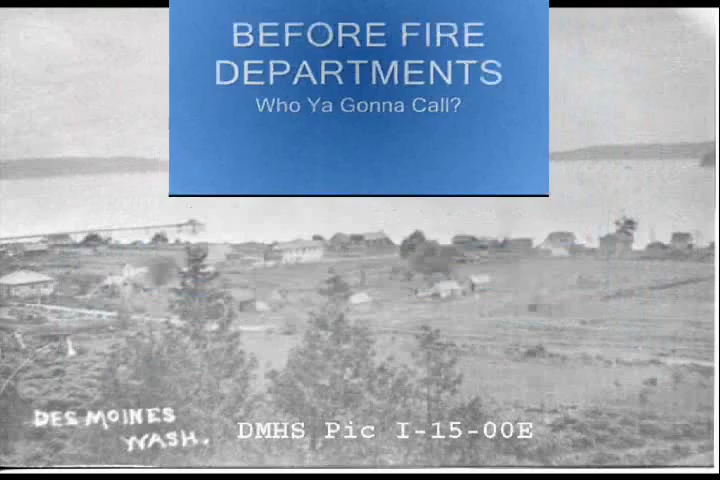 BEFORE FIRE
DEPARTMENTS
Who Ya Gonna Call?
DES MOINES
WASH.
DMHS Pic I-15-00E